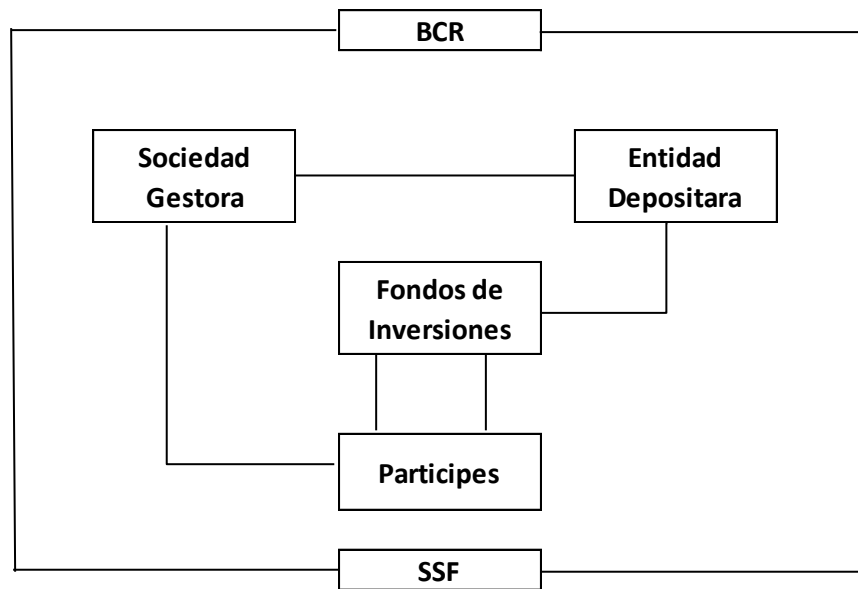 BCR
Sociedad
Gestora
Entidad
Depositara
Fondos de
Inversiones
Participes
SSF